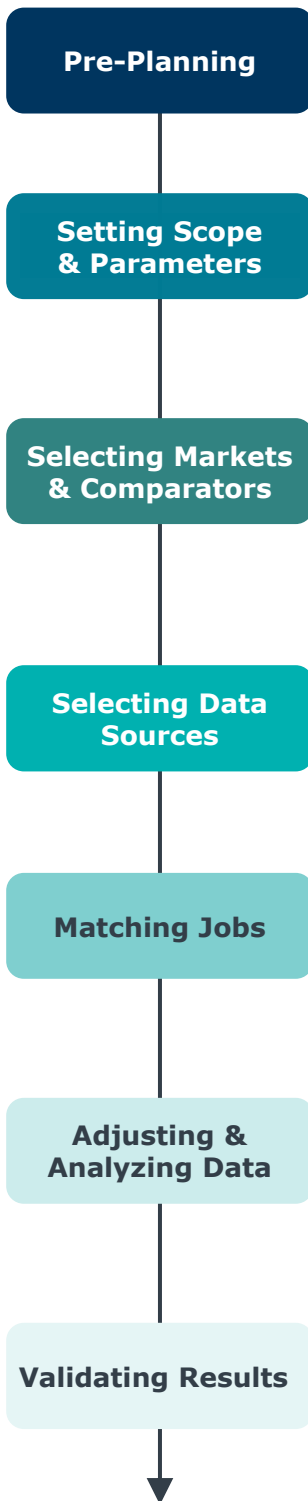 Pre-Planning
Setting Scope
& Parameters
Selecting Markets
& Comparators
Selecting Data
Sources
Matching Jobs
Adjusting &
Analyzing Data
Validating Results